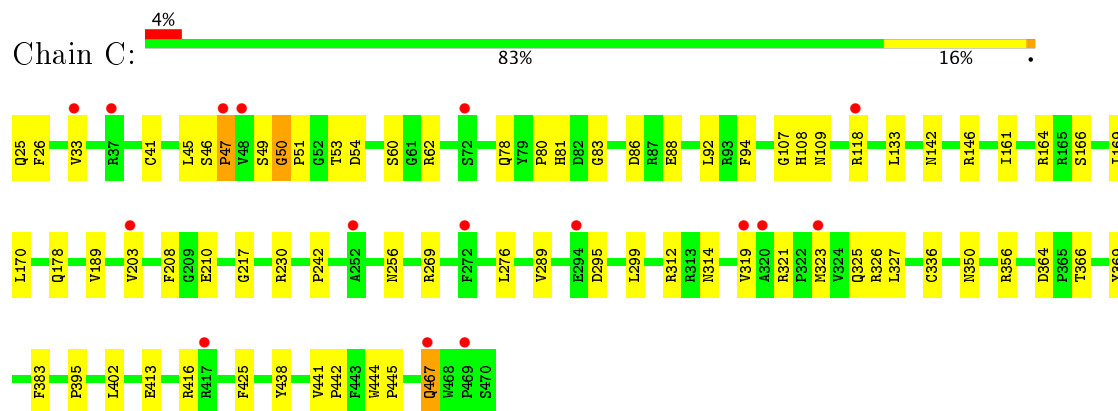 4%
Chain C:
83% 16% •
Q25 F26 V33 R37 C41 L45 S46 P47 V48 S49 G50 P51 G52 T53 D54 S60 G61 R62 S72 Q78 Y79 P80 H81 D82 G83 D86 R87 E88 L92 R93 F94 G107 H108 N109 R118 L133 N142 R146 I161 R164 R165 S166
L170 Q178 V189 V203 F208 G209 E210 G217 R230 P242 A252 N256 R269 F272 L276 V289 E294 D295 L299 R312 R313 N314 V319 A320 R321 P322 M323 V324 Q325 R326 L327 C336 N350 R356 D364 P365 T366
F383 P395 L402 E413 R416 R417 F425 Y438 V441 P442 F443 W444 P445 Q467 W468 P469 S470